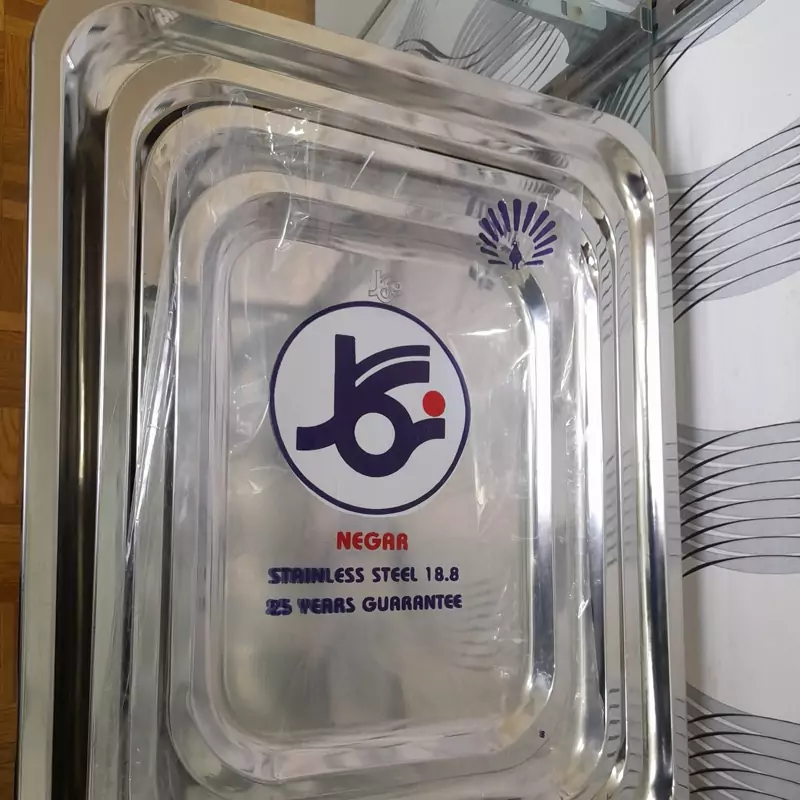 NEGAR
STAINLESS STEEL 18.8
25 YEARS GUARANTEE